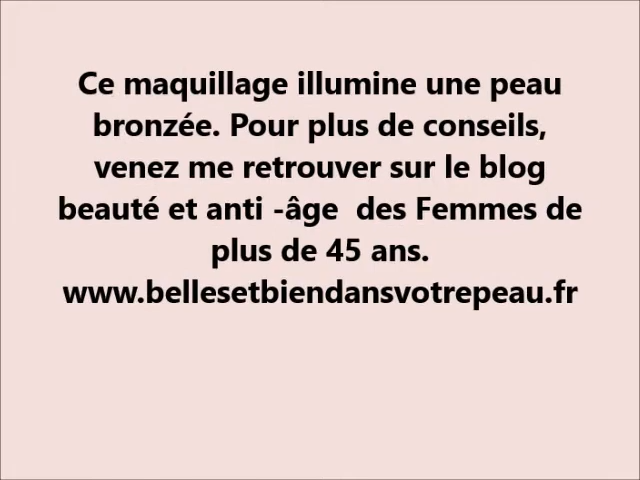 Ce maquillage illumine une peau
bronzée. Pour plus de conseils,
venez me retrouver sur le blog
beauté et anti -âge  des Femmes de
plus de 45 ans.
www.bellesetbiendansvotrepeau.fr